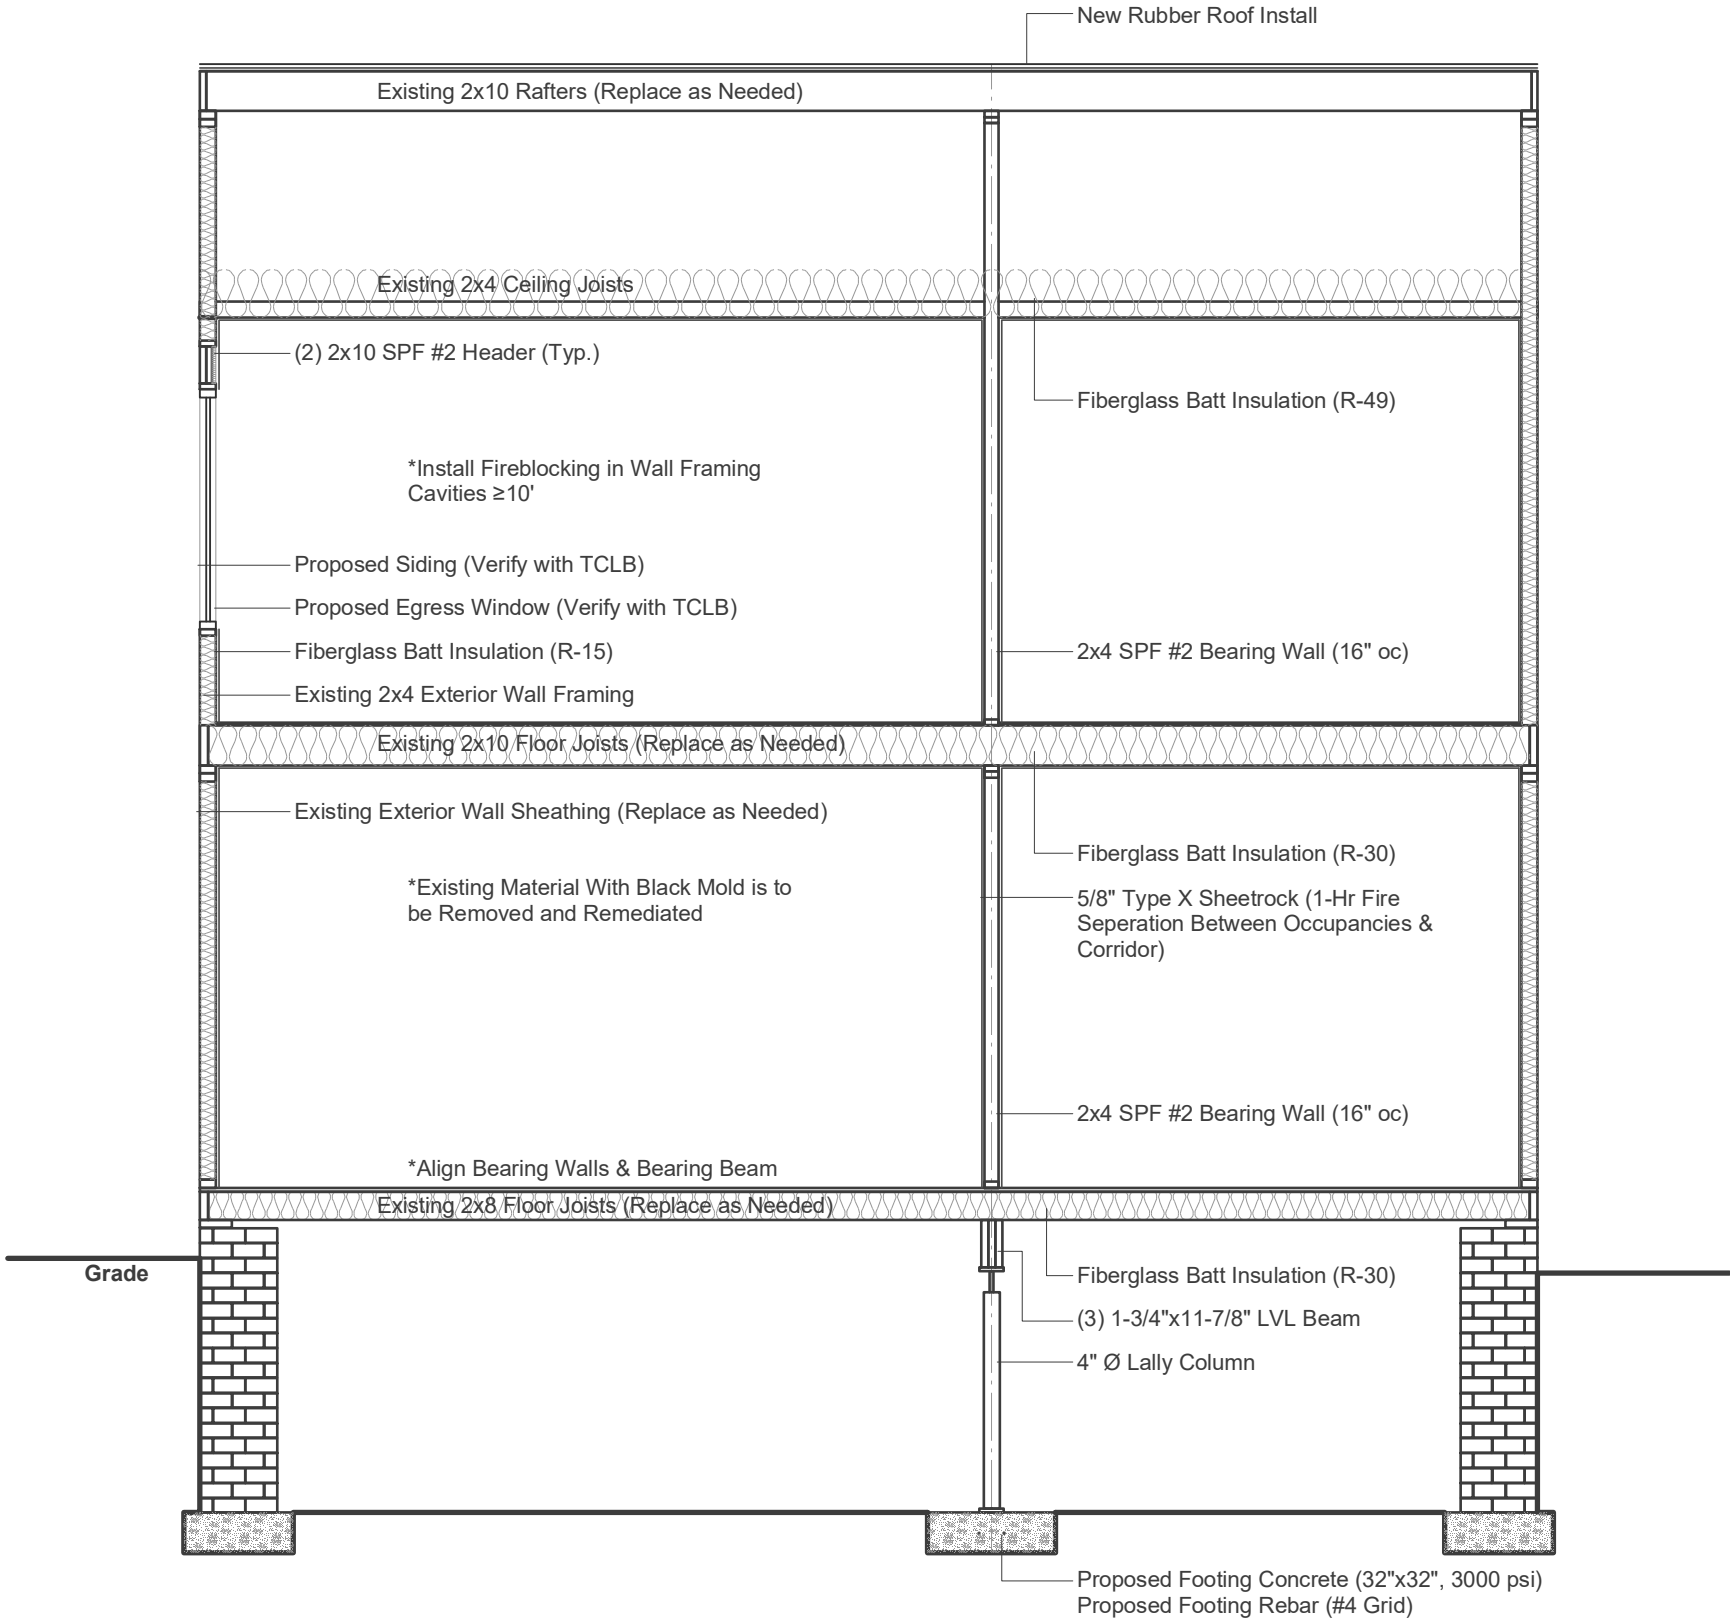 New Rubber Roof Install
Existing 2x10 Rafters (Replace as Needed)
Existing 2x4 Ceiling Joists
(2) 2x10 SPF #2 Header (Typ.)
Fiberglass Batt Insulation (R-49)
*Install Fireblocking in Wall Framing
Cavities ≥10'
Proposed Siding (Verify with TCLB)
Proposed Egress Window (Verify with TCLB)
Fiberglass Batt Insulation (R-15)
2x4 SPF #2 Bearing Wall (16" oc)
Existing 2x4 Exterior Wall Framing
Existing 2x10 Floor Joists (Replace as Needed)
Existing Exterior Wall Sheathing (Replace as Needed)
Fiberglass Batt Insulation (R-30)
*Existing Material With Black Mold is to
be Removed and Remediated
5/8" Type X Sheetrock (1-Hr Fire
Seperation Between Occupancies &
Corridor)
2x4 SPF #2 Bearing Wall (16" oc)
*Align Bearing Walls & Bearing Beam
Existing 2x8 Floor Joists (Replace as Needed)
Grade
Fiberglass Batt Insulation (R-30)
(3) 1-3/4"x11-7/8" LVL Beam
4" Ø Lally Column
Proposed Footing Concrete (32"x32", 3000 psi)
Proposed Footing Rebar (#4 Grid)